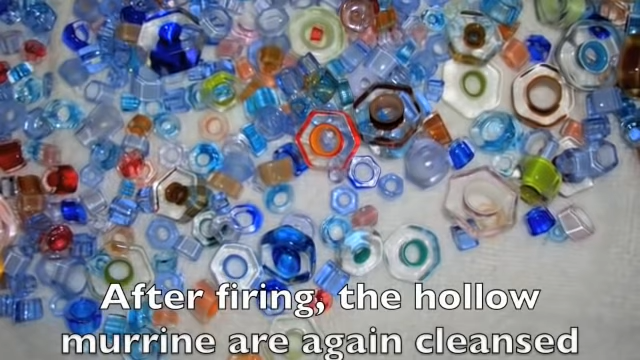 After firing, the hollow
murrine are again cleansed